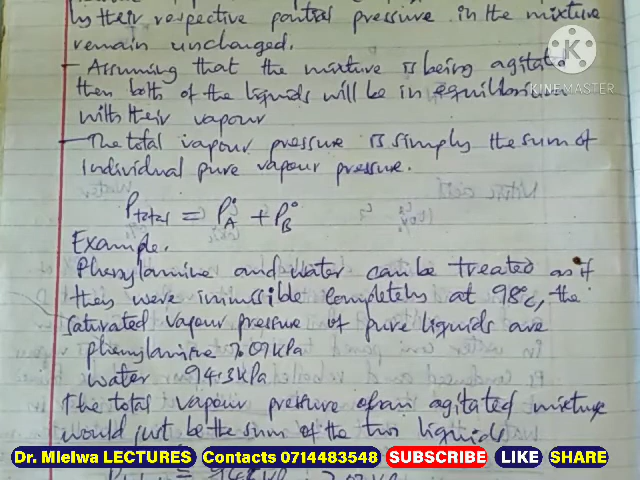 by their respective partial pressure in the mixture
remain unchanged.
- Assuming that the mixture is being agitated
then both of the liquids will be in equilibrium
with their vapour
- The total vapour pressure is simply the sum of
individual pure vapour pressure.
Ptotal = P°A + P°B
Example.
Phenylamine and water can be treated as if
they were immisible completely at 98°c, the
saturated vapour pressure of pure liquids are
phenylamine 7.07kPa
water 94.3kPa
The total vapour pressure of an agitated mixture
would just be the sum of the two liquids
KINEMASTER
Dr. Mlelwa LECTURES Contacts 0714483548 SUBSCRIBE LIKE SHARE